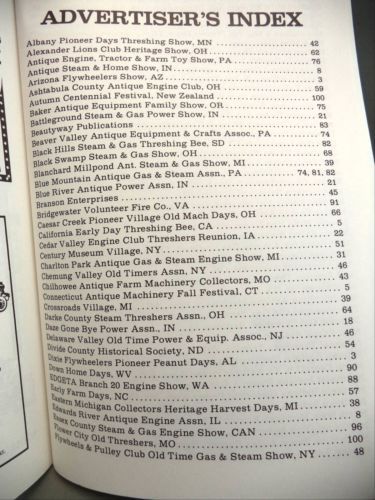 ADVERTISER'S INDEX
Albany Pioneer Days Threshing Show, MN ........ 42
Alexander Lions Club Heritage Show, OH ........ 62
Antique Engine, Tractor & Farm Toy Show, PA ........ 76
Antique Steam & Home Show, IN ........ 8
Arizona Flywheelers Show, AZ ........ 3
Ashtabula County Antique Engine Club, OH ........ 59
Autumn Centennial Festival, New Zealand ........ 100
Baker Antique Equipment Family Show, OR ........ 75
Battleground Steam & Gas Power Show, IN ........ 21
Beautyway Publications ........ 83
Beaver Valley Antique Equipment & Crafts Assoc., PA ........ 74
Black Hills Steam & Gas Threshing Bee, SD ........ 82
Black Swamp Steam & Gas Show, OH ........ 68
Blanchard Millpond Ant. Steam & Gas Show, MI ........ 39
Blue Mountain Antique Gas & Steam Assn., PA ........ 74, 81, 82
Blue River Antique Power Assn, IN ........ 21
Branson Enterprises ........ 45
Bridgewater Volunteer Fire Co., VA ........ 91
Caesar Creek Pioneer Village Old Mach Days, OH ........ 66
California Early Day Threshing Bee, CA ........ 5
Cedar Valley Engine Club Threshers Reunion, IA ........ 22
Century Museum Village, NY ........ 51
Charlton Park Antique Gas & Steam Engine Show, MI ........ 31
Chemung Valley Old Timers Assn, NY ........ 46
Chilhowee Antique Farm Machinery Collectors, MO ........ 43
Connecticut Antique Machinery Fall Festival, CT ........ 5
Crossroads Village, MI ........ 39
Darke County Steam Threshers Assn., OH ........ 64
Daze Gone Bye Power Assn., IN ........ 18
Delaware Valley Old Time Power & Equip. Assoc., NJ ........ 46
Divide County Historical Society, ND ........ 54
Dixie Flywheelers Pioneer Peanut Days, AL ........ 3
Down Home Days, WV ........ 90
EDGETA Branch 20 Engine Show, WA ........ 88
Early Farm Days, NC ........ 57
Eastern Michigan Collectors Heritage Harvest Days, MI ........ 38
Edwards River Antique Engine Assn, IL ........ 8
Essex County Steam & Gas Engine Show, CAN ........ 96
Flower City Old Threshers, MO ........ 100
Flywheels & Pulley Club Old Time Gas & Steam Show, NY ........ 48